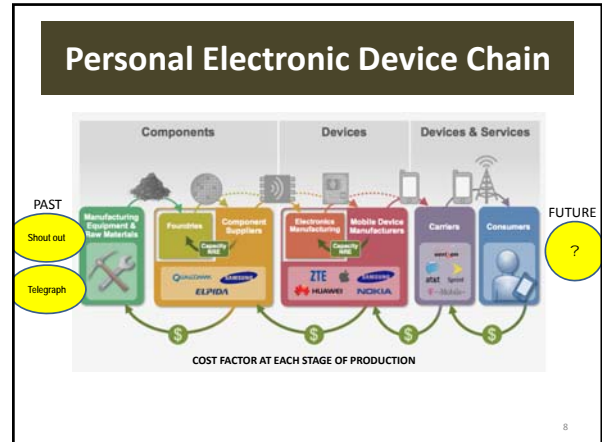 Personal Electronic Device Chain
Components
Devices
Devices & Services
PAST
Shout out
Telegraph
Manufacturing
Equipment &
Raw Materials
Foundries
Component
Suppliers
Capacity
RRE
QUALCOMM
SAMSUNG
ELPIDA
Electronics
Manufacturing
Mobile Device
Manufacturers
Capacity
RRE
ZTE
SAMSUNG
HUAWEI
NOKIA
Carriers
verizon
at&t
Sprint
T··Mobile·
Consumers
FUTURE
?
$
$
$
$
COST FACTOR AT EACH STAGE OF PRODUCTION
8